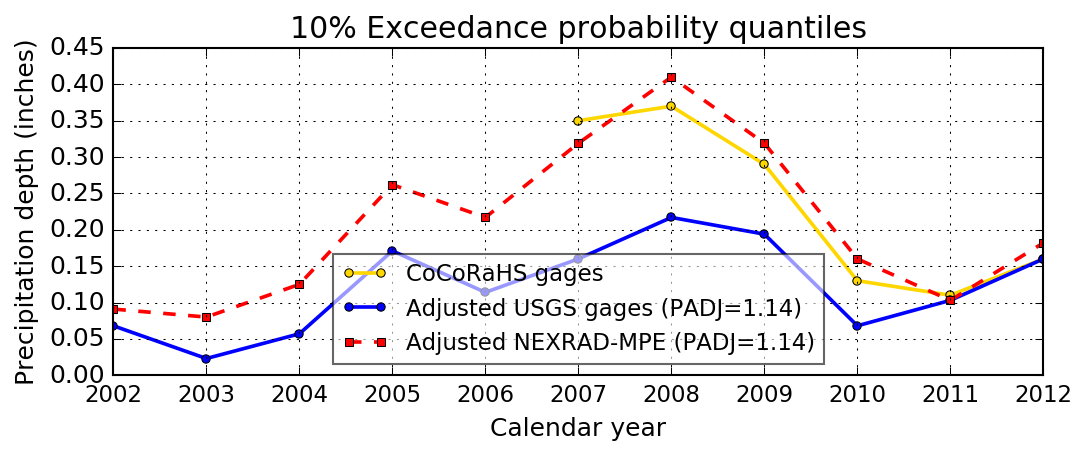 10% Exceedance probability quantiles
Precipitation depth (inches)
0.45
0.40
0.35
0.30
0.25
0.20
0.15
0.10
0.05
0.00
CoCoRaHS gages
Adjusted USGS gages (PADJ=1.14)
Adjusted NEXRAD-MPE (PADJ=1.14)
2002 2003 2004 2005 2006 2007 2008 2009 2010 2011 2012
Calendar year